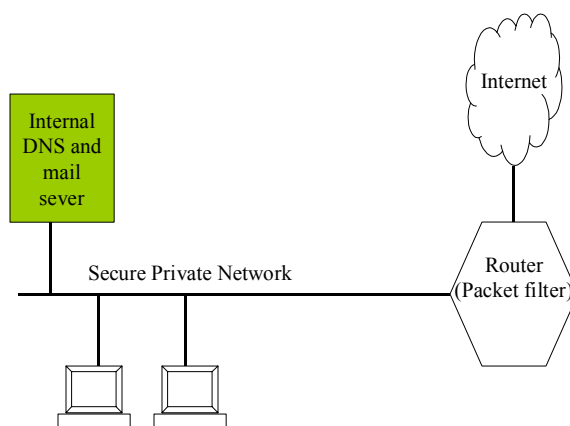 Internet
Internal
DNS and
mail
sever
Secure Private Network
Router
(Packet filter)